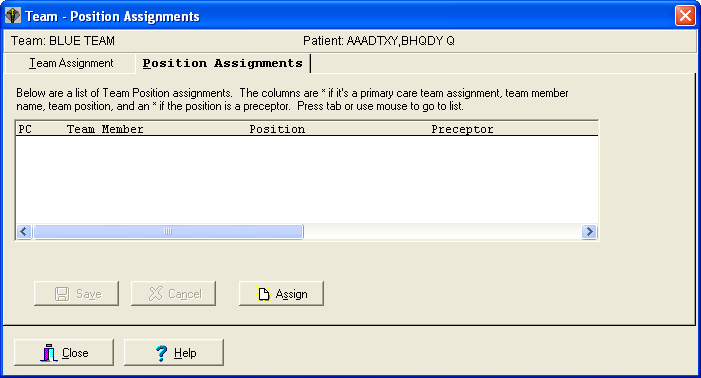 Team - Position Assignments
Team: BLUE TEAM Patient: AAADTXY,BHQDY Q
Team Assignment Position Assignments
Below are a list of Team Position assignments. The columns are * if it's a primary care team assignment, team member
name, team position, and an * if the position is a preceptor. Press tab or use mouse to go to list.
PC Team Member Position Preceptor
Save Cancel Assign
Close ? Help